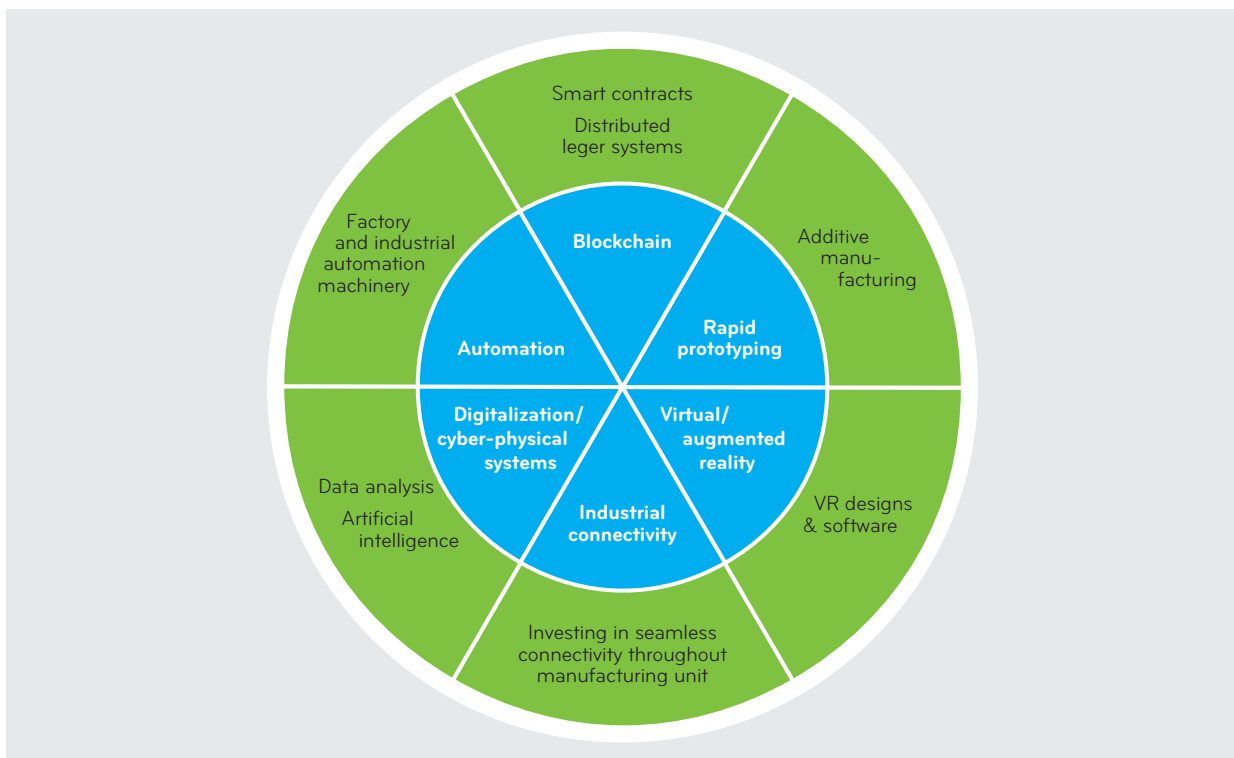 Smart contracts
Distributed
leger systems
Blockchain
Additive
manu-
facturing
Rapid
prototyping
VR designs
& software
Virtual/
augmented
reality
Investing in seamless
connectivity throughout
manufacturing unit
Industrial
connectivity
Data analysis
Artificial
intelligence
Digitalization/
cyber-physical
systems
Factory
and industrial
automation
machinery
Automation